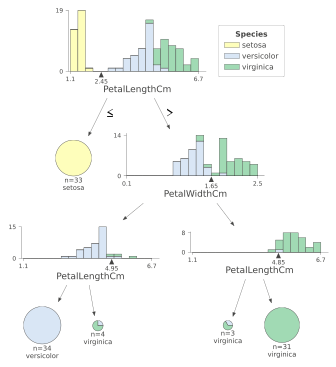 19
0
1.1
2.45
6.7
PetalLengthCm
Species
setosa
versicolor
virginica
≤
>
n=33
setosa
14
0
0.1
1.65
2.5
PetalWidthCm
15
0
1.1
4.95
6.7
PetalLengthCm
8
0
1.1
4.85
6.7
PetalLengthCm
n=34
versicolor
n=4
virginica
n=3
virginica
n=31
virginica